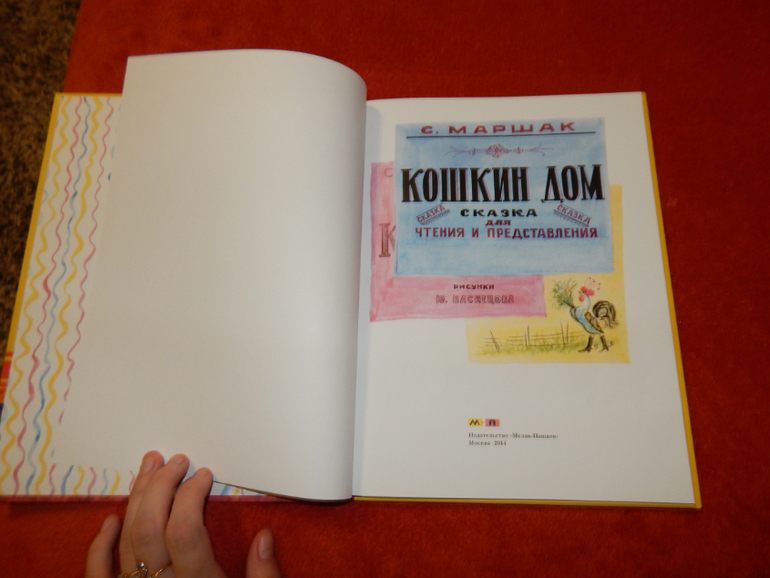 С. МАРШАК
КОШКИН ДОМ
СКАЗКА
СКАЗКА
СКАЗКА
ДЛЯ
ЧТЕНИЯ И ПРЕДСТАВЛЕНИЯ
РИСУНКИ
Ю. ВАСНЕЦОВА
М П
Издательство «Мелик-Пашаев»
Москва 2014